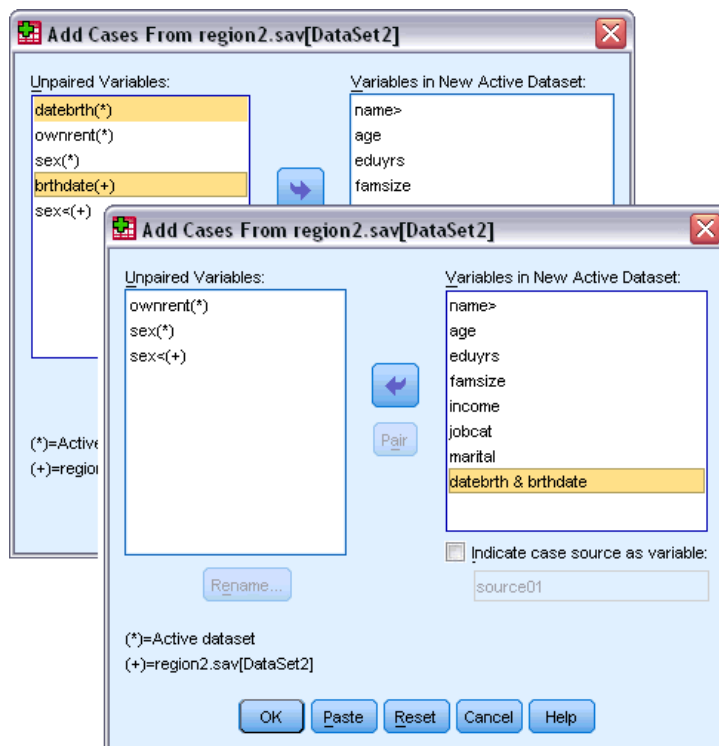 Add Cases From region2.sav[DataSet2]
Unpaired Variables:
Variables in New Active Dataset:
datebrth(*)
ownrent(*)
sex(*)
brthdate(+)
sex<(+)
name>
age
eduyrs
famsize
(*)=Active
(+)=region
Add Cases From region2.sav[DataSet2]
Unpaired Variables:
Variables in New Active Dataset:
ownrent(*)
sex(*)
sex<(+)
Pair
name>
age
eduyrs
famsize
income
jobcat
marital
datebrth & brthdate
Rename...
Indicate case source as variable:
source01
(*)=Active dataset
(+)=region2.sav[DataSet2]
OK Paste Reset Cancel Help